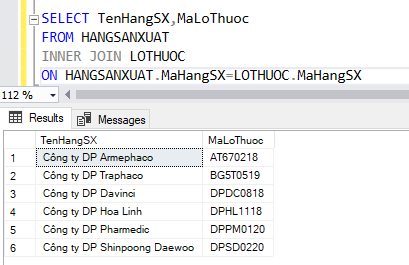 SELECT TenHangSX,MaLoThuoc
FROM HANGSANXUAT
INNER JOIN LOTHUOC
ON HANGSANXUAT.MaHangSX=LOTHUOC.MaHangSX
112 %
Results Messages
TenHangSX MaLoThuoc
1 Công ty DP Armephaco AT670218
2 Công ty DP Traphaco BG5T0519
3 Công ty DP Davinci DPDC0818
4 Công ty DP Hoa Linh DPHL1118
5 Công ty DP Pharmedic DPPM0120
6 Công ty DP Shinpoong Daewoo DPSD0220